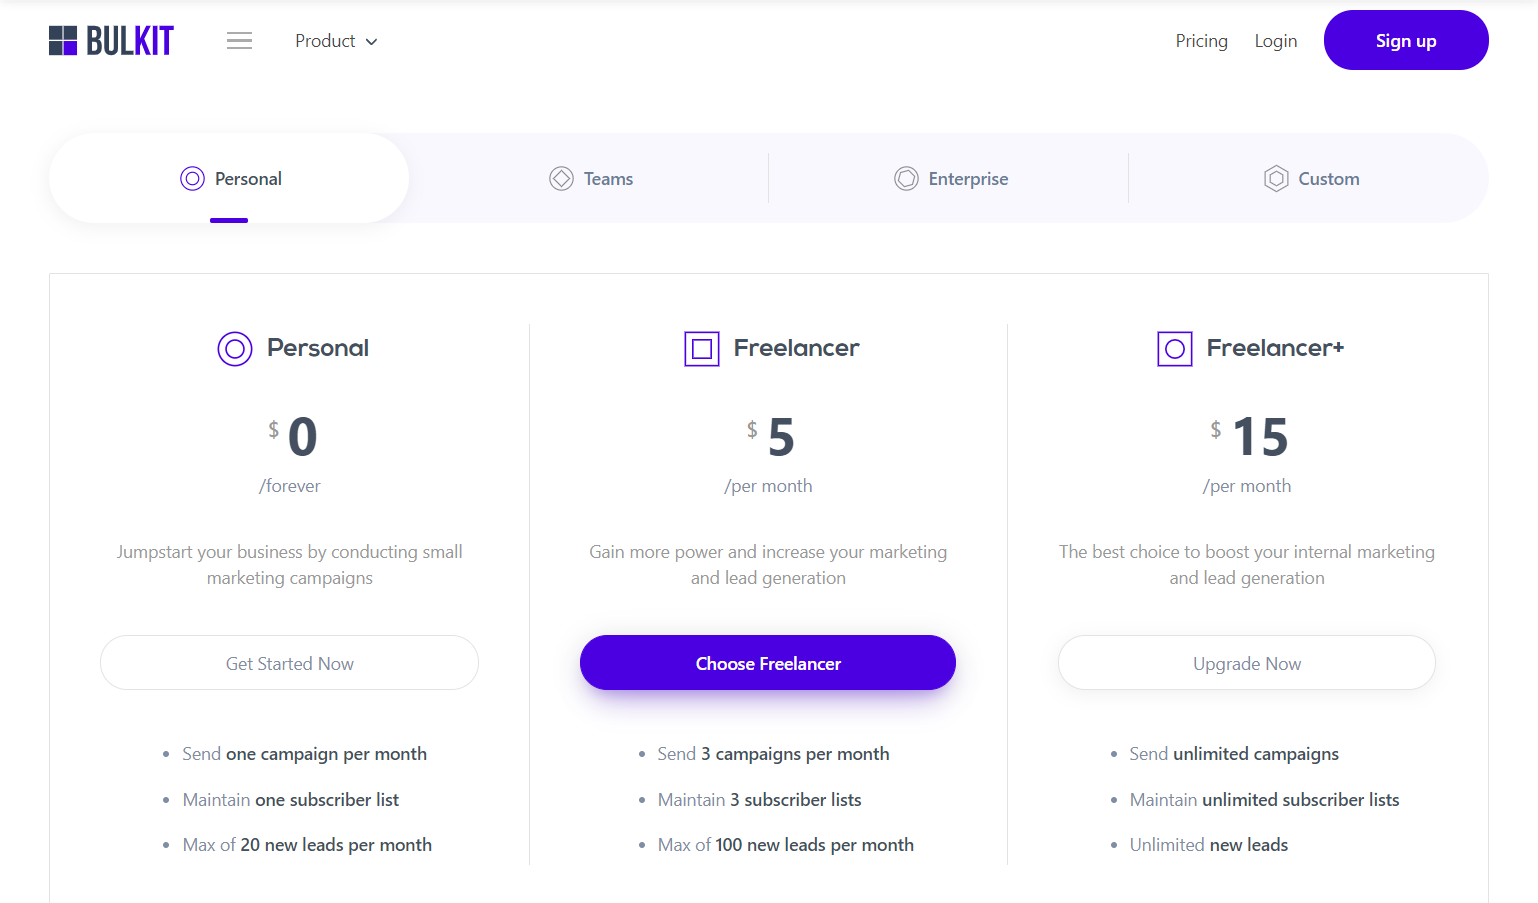 BULKIT
Product
Pricing
Login
Sign up
Personal
Teams
Enterprise
Custom
Personal
$ 0
/forever
Jumpstart your business by conducting small
marketing campaigns
Get Started Now
Send one campaign per month
Maintain one subscriber list
Max of 20 new leads per month
Freelancer
$ 5
/per month
Gain more power and increase your marketing
and lead generation
Choose Freelancer
Send 3 campaigns per month
Maintain 3 subscriber lists
Max of 100 new leads per month
Freelancer+
$ 15
/per month
The best choice to boost your internal marketing
and lead generation
Upgrade Now
Send unlimited campaigns
Maintain unlimited subscriber lists
Unlimited new leads